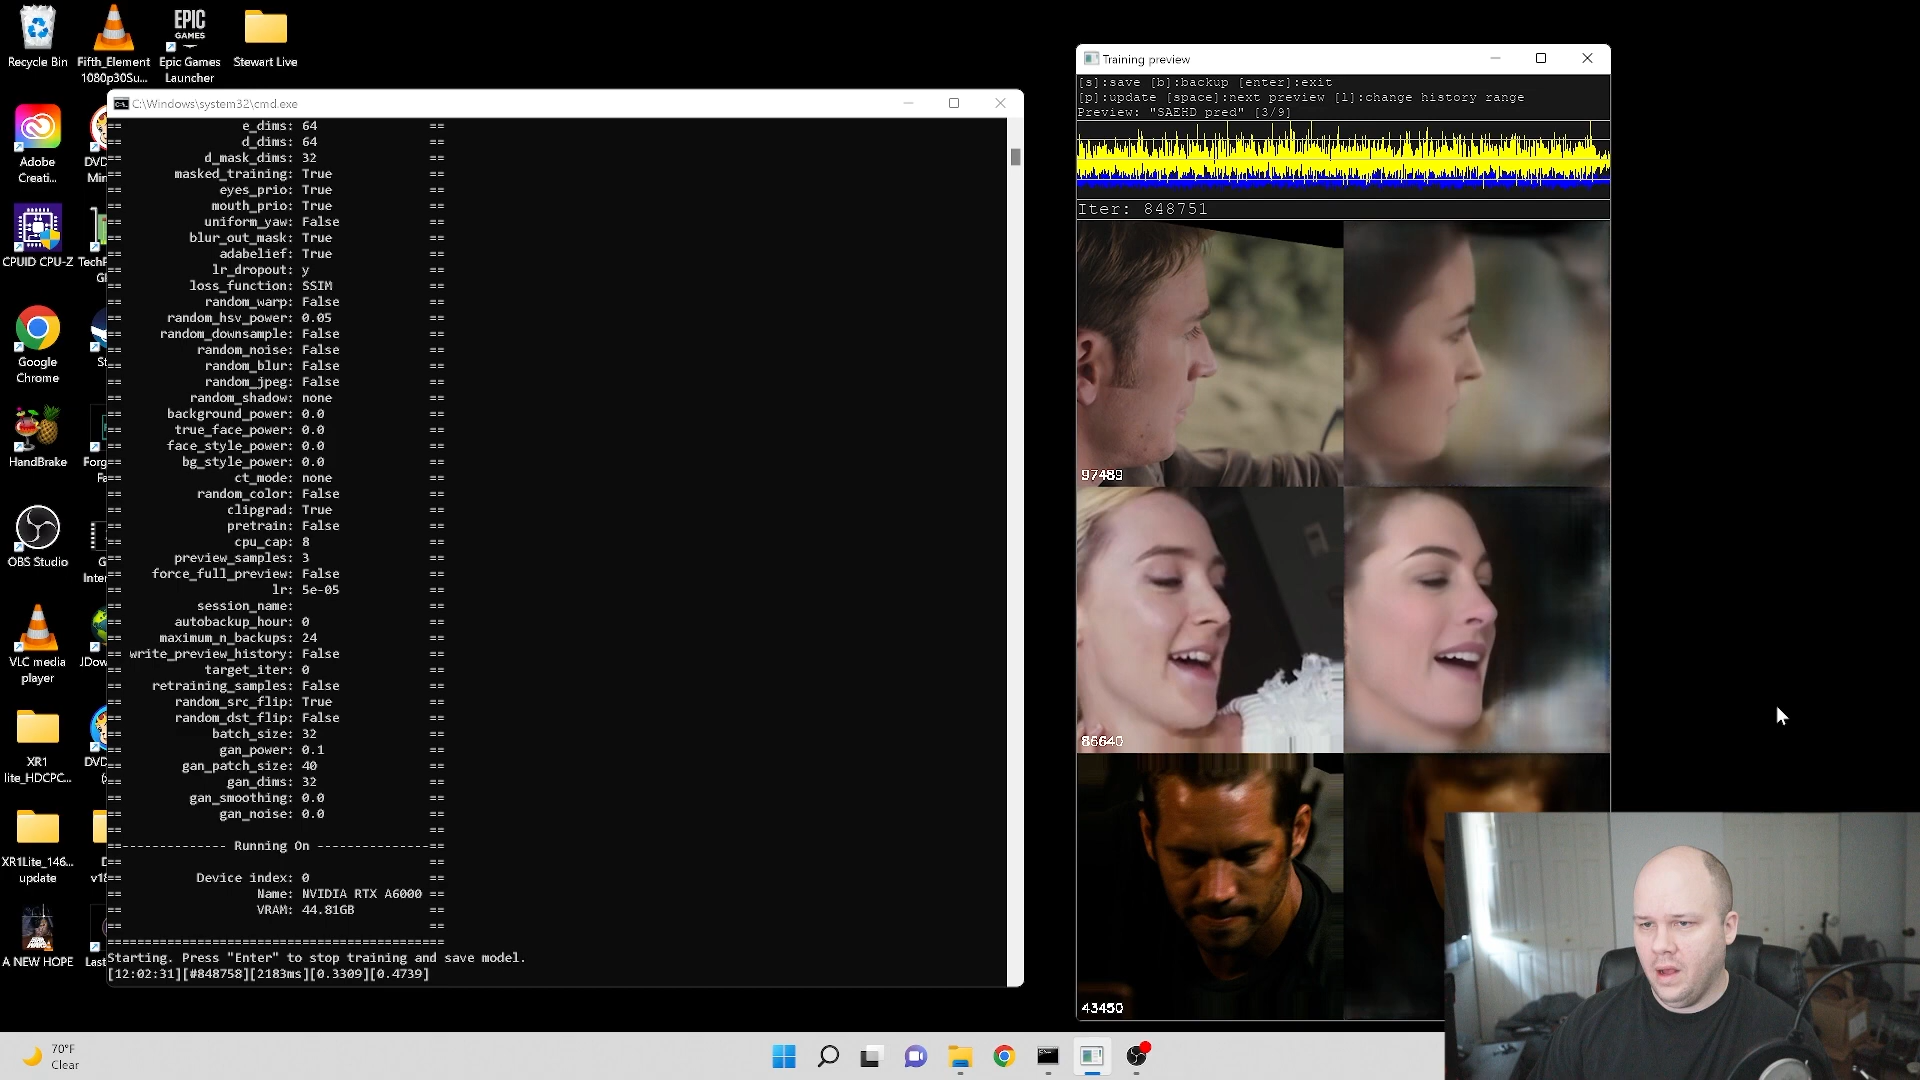 Recycle Bin
Fifth_Element
1080p30Su...
EPIC
GAMES
Epic Games
Launcher
Stewart Live
Adobe
Creati...
CPUID CPU-Z
Google
Chrome
HandBrake
OBS Studio
VLC media
player
XR1
lite_HDCPC...
XR1Lite_146...
update
A NEW HOPE
C:\Windows\system32\cmd.exe
== e_dims: 64 ==
== d_dims: 64 ==
== d_mask_dims: 32 ==
== masked_training: True ==
== eyes_prio: True ==
== mouth_prio: True ==
== uniform_yaw: False ==
== blur_out_mask: True ==
== adabelief: True ==
== lr_dropout: y ==
== loss_function: SSIM ==
== random_warp: False ==
== random_hsv_power: 0.05 ==
== random_downsample: False ==
== random_noise: False ==
== random_blur: False ==
== random_jpeg: False ==
== random_shadow: none ==
== background_power: 0.0 ==
== true_face_power: 0.0 ==
== face_style_power: 0.0 ==
== bg_style_power: 0.0 ==
== ct_mode: none ==
== random_color: False ==
== clipgrad: True ==
== pretrain: False ==
== cpu_cap: 8 ==
== preview_samples: 3 ==
== force_full_preview: False ==
== lr: 5e-05 ==
== session_name: ==
== autobackup_hour: 0 ==
== maximum_n_backups: 24 ==
== write_preview_history: False ==
== target_iter: 0 ==
== retraining_samples: False ==
== random_src_flip: True ==
== random_dst_flip: False ==
== batch_size: 32 ==
== gan_power: 0.1 ==
== gan_patch_size: 40 ==
== gan_dims: 32 ==
== gan_smoothing: 0.0 ==
== gan_noise: 0.0 ==
== ==
==-------------- Running On ---------------==
== ==
== Device index: 0 ==
== Name: NVIDIA RTX A6000 ==
== VRAM: 44.81GB ==
== ==
=============================================
Starting. Press "Enter" to stop training and save model.
[12:02:31][#848758][2183ms][0.3309][0.4739]
Training preview
[s]:save [b]:backup [enter]:exit
[p]:update [space]:next preview [l]:change history range
Preview: "SAEHD pred" [3/9]
Iter: 848751
97489
86640
43450
70°F
Clear